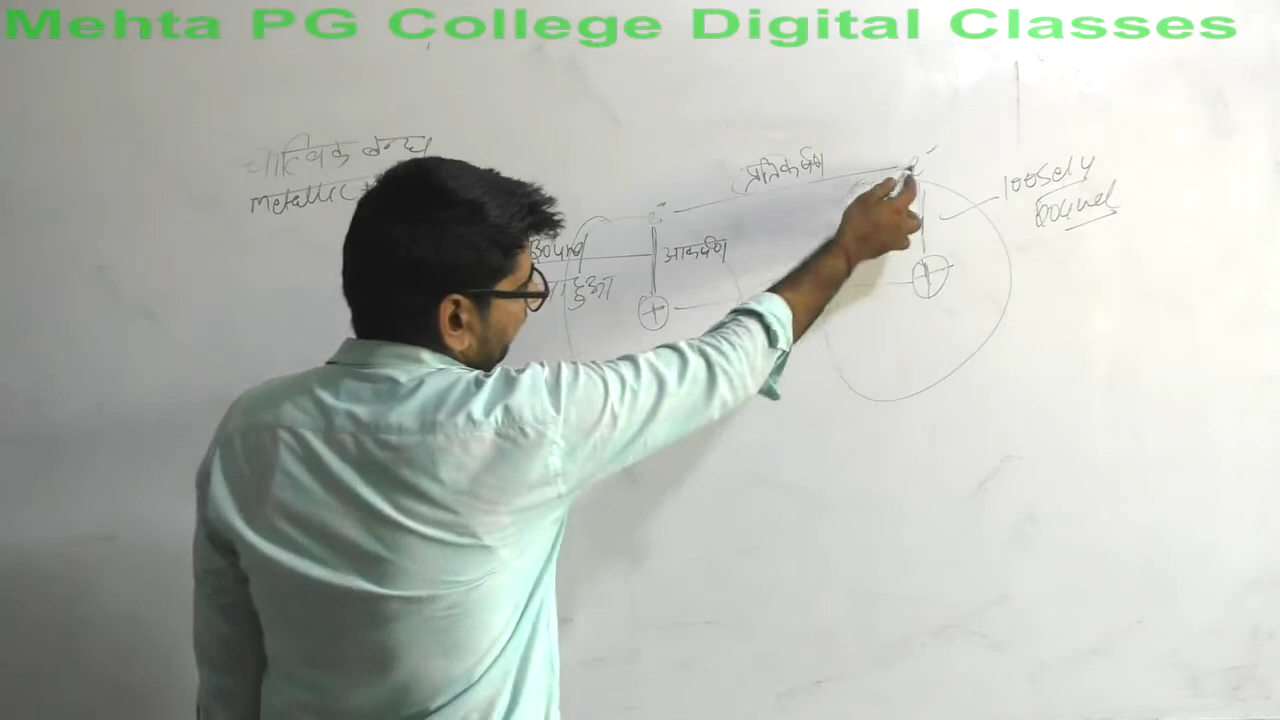 Mehta PG College Digital Classes
धात्विक बन्ध
metallic
प्रतिकर्षण
e⁻
loosely
bound
e⁻
Bound
आकर्षण
हुआ
+
+